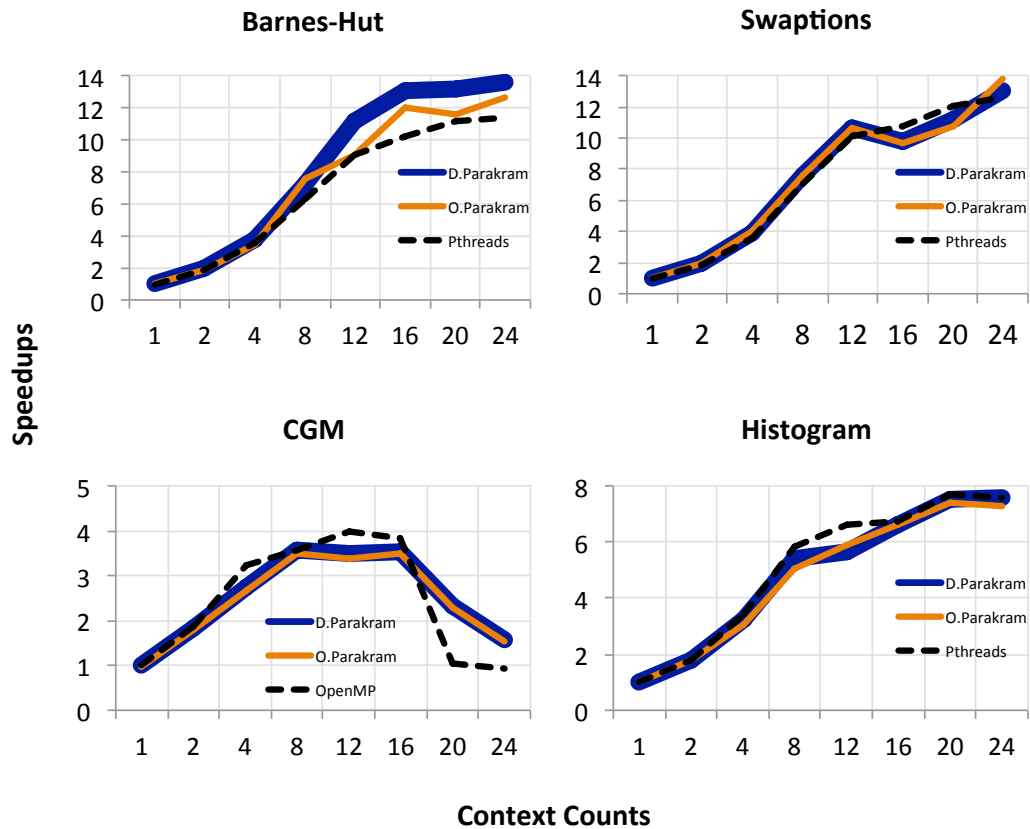 Barnes-Hut
14
12
10
8
6
4
2
0
D.Parakram
O.Parakram
Pthreads
1 2 4 8 12 16 20 24
Swaptions
14
12
10
8
6
4
2
0
D.Parakram
O.Parakram
Pthreads
1 2 4 8 12 16 20 24
Speedups
CGM
5
4
3
2
1
0
D.Parakram
O.Parakram
OpenMP
1 2 4 8 12 16 20 24
Histogram
8
6
4
2
0
D.Parakram
O.Parakram
Pthreads
1 2 4 8 12 16 20 24
Context Counts